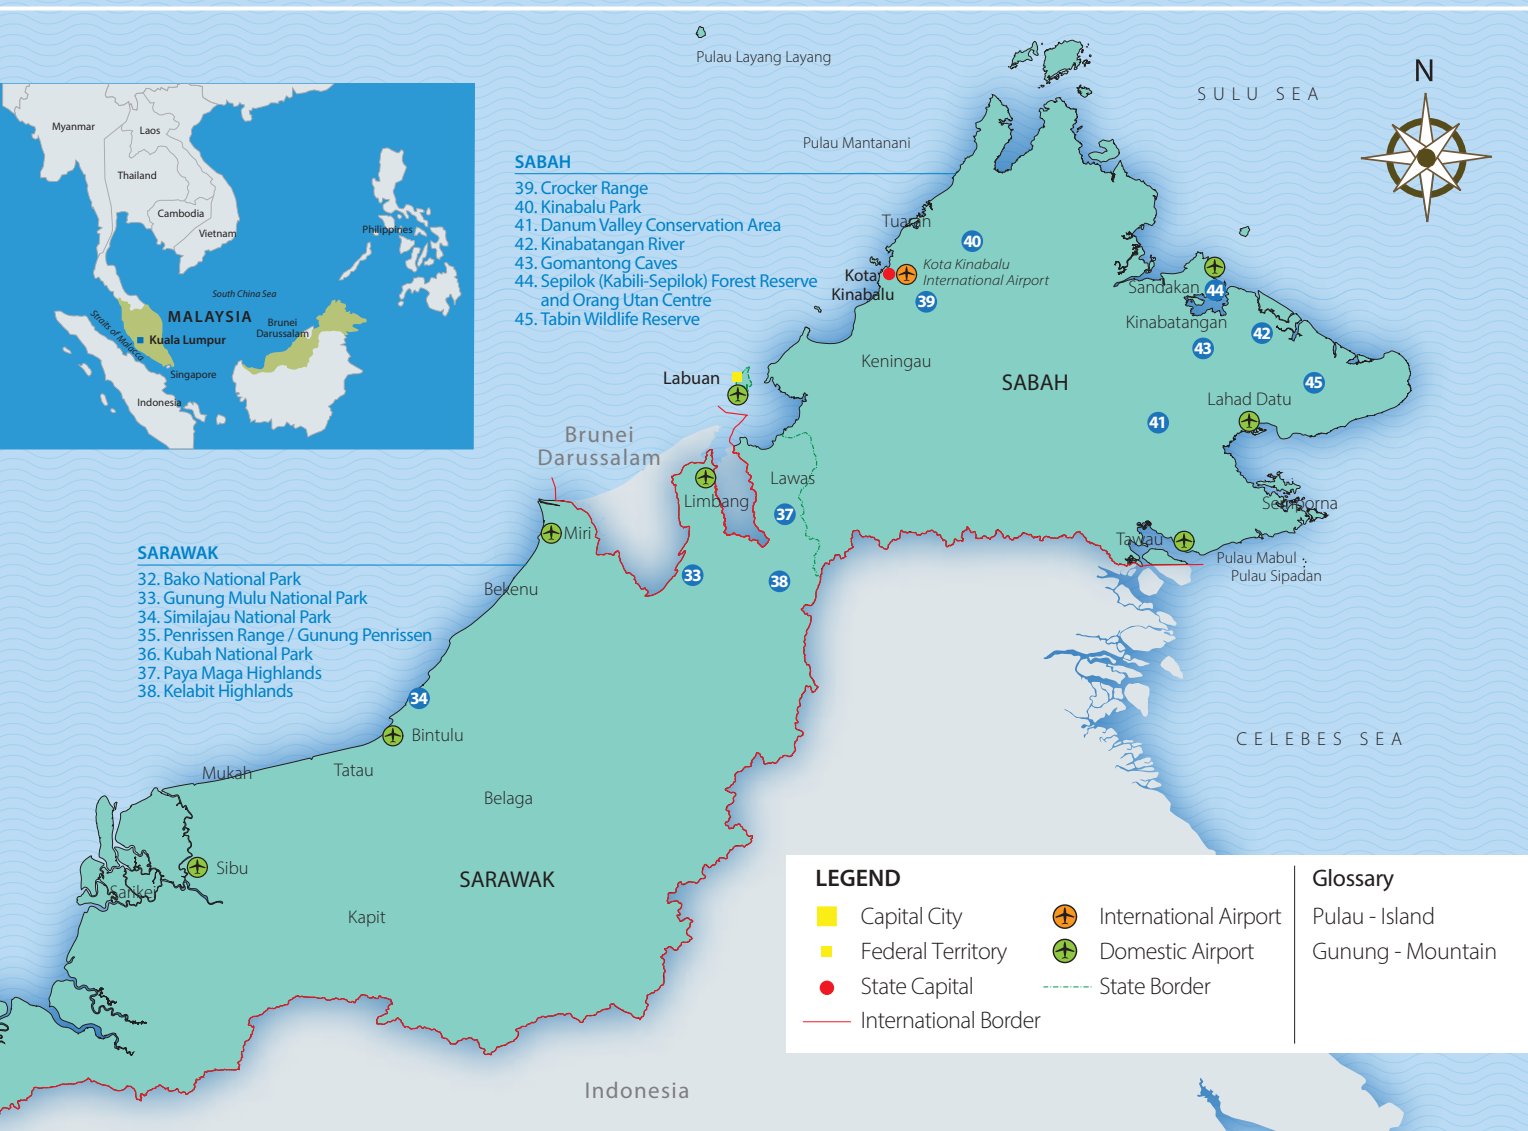 Pulau Layang Layang
SULU SEA
N
Myanmar
Laos
Thailand
Cambodia
Vietnam
Philippines
South China Sea
MALAYSIA
Brunei
Darussalam
Straits of Malacca
Kuala Lumpur
Singapore
Indonesia
Pulau Mantanani
SABAH
39. Crocker Range
40. Kinabalu Park
41. Danum Valley Conservation Area
42. Kinabatangan River
43. Gomantong Caves
44. Sepilok (Kabili-Sepilok) Forest Reserve
and Orang Utan Centre
45. Tabin Wildlife Reserve
Tuaran
40
Kota
Kinabalu
Kota Kinabalu
International Airport
39
Sandakan
44
Kinabatangan
42
43
Keningau
SABAH
45
Labuan
Lahad Datu
41
Brunei
Darussalam
Lawas
Limbang
37
Semporna
Miri
Tawau
Pulau Mabul
Pulau Sipadan
33
38
Bekenu
SARAWAK
32. Bako National Park
33. Gunung Mulu National Park
34. Similajau National Park
35. Penrissen Range / Gunung Penrissen
36. Kubah National Park
37. Paya Maga Highlands
38. Kelabit Highlands
34
Bintulu
CELEBES SEA
Mukah
Tatau
Belaga
Sibu
SARAWAK
Sarikei
Kapit
Indonesia
LEGEND
Capital City
Federal Territory
State Capital
International Border
International Airport
Domestic Airport
State Border
Glossary
Pulau - Island
Gunung - Mountain